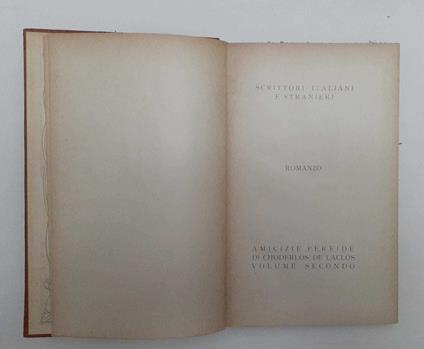 SCRITTORI ITALIANI
E STRANIERI
ROMANZO
AMICIZIE PERFIDE
DI CHODERLOS DE LACLOS
VOLUME SECONDO